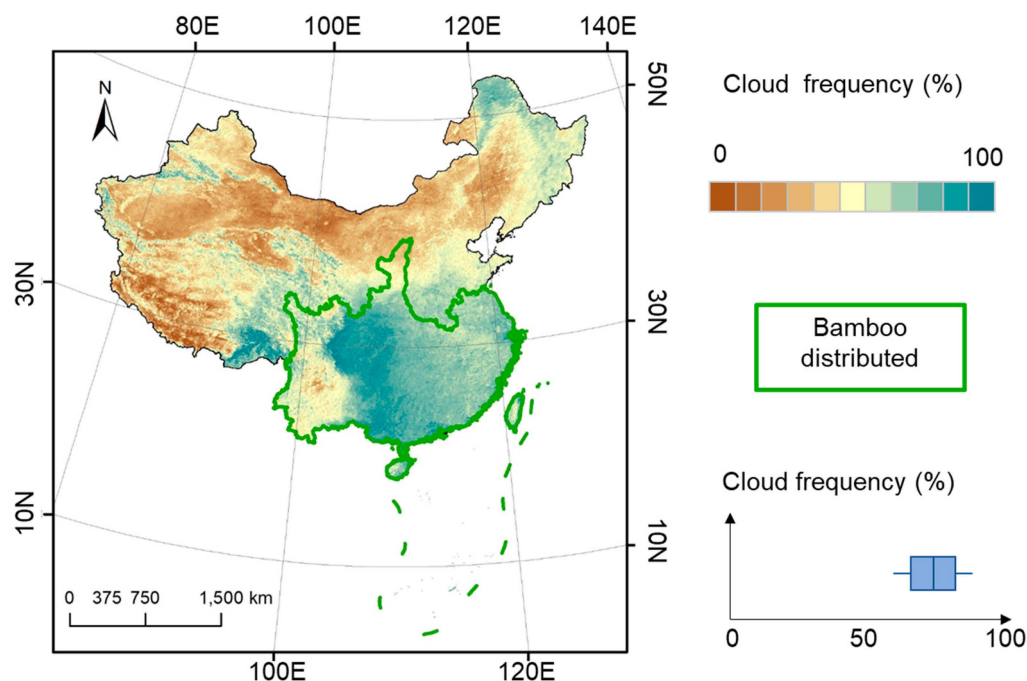 80E 100E 120E 140E
N
50N
30N
30N
10N
10N
0 375 750 1,500 km
100E 120E
Cloud frequency (%)
0 100
Bamboo
distributed
Cloud frequency (%)
0 50 100